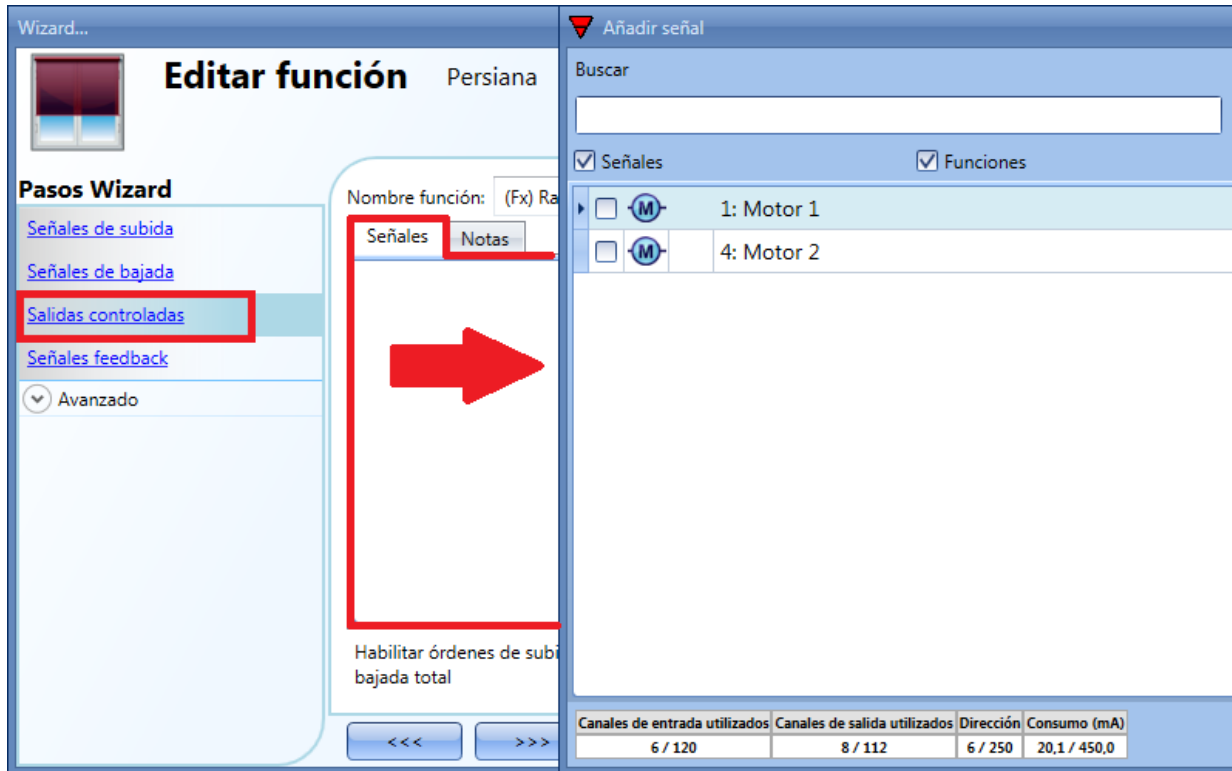 Wizard...
Editar función Persiana
Pasos Wizard
Señales de subida
Señales de bajada
Salidas controladas
Señales feedback
Avanzado
Nombre función: (Fx) Ra
Señales Notas
Habilitar órdenes de subi
bajada total
<<< >>>
Añadir señal
Buscar
Señales Funciones
M 1: Motor 1
M 4: Motor 2
Canales de entrada utilizados Canales de salida utilizados Dirección Consumo (mA)
6 / 120 8 / 112 6 / 250 20,1 / 450,0